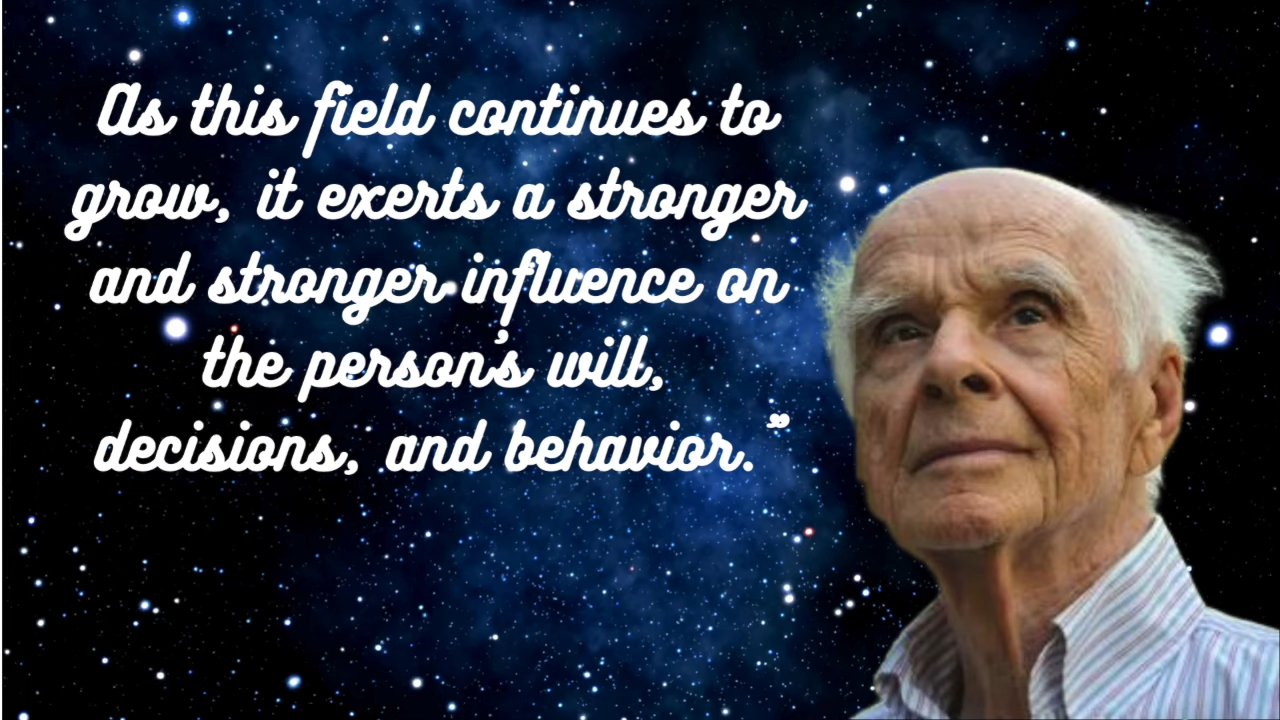 As this field continues to
grow, it exerts a stronger
and stronger influence on
the person's will,
decisions, and behavior.”